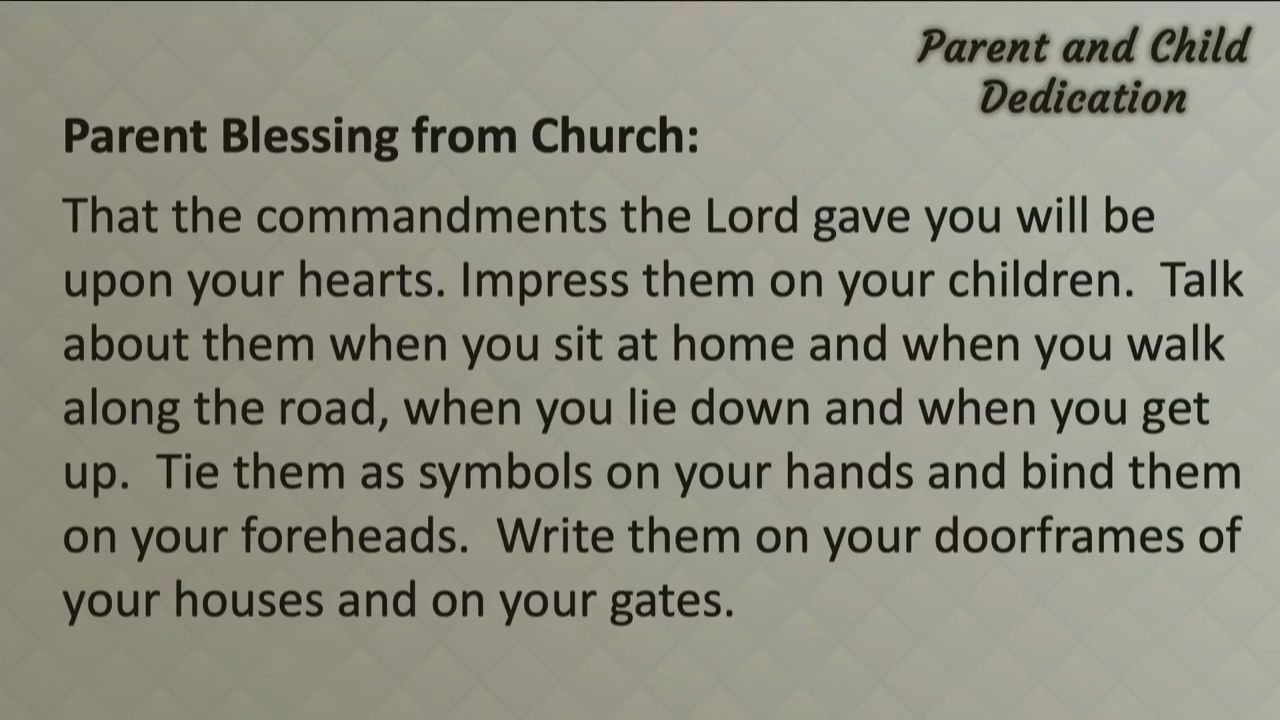 Parent and Child
Dedication
Parent Blessing from Church:
That the commandments the Lord gave you will be
upon your hearts. Impress them on your children.  Talk
about them when you sit at home and when you walk
along the road, when you lie down and when you get
up.  Tie them as symbols on your hands and bind them
on your foreheads.  Write them on your doorframes of
your houses and on your gates.